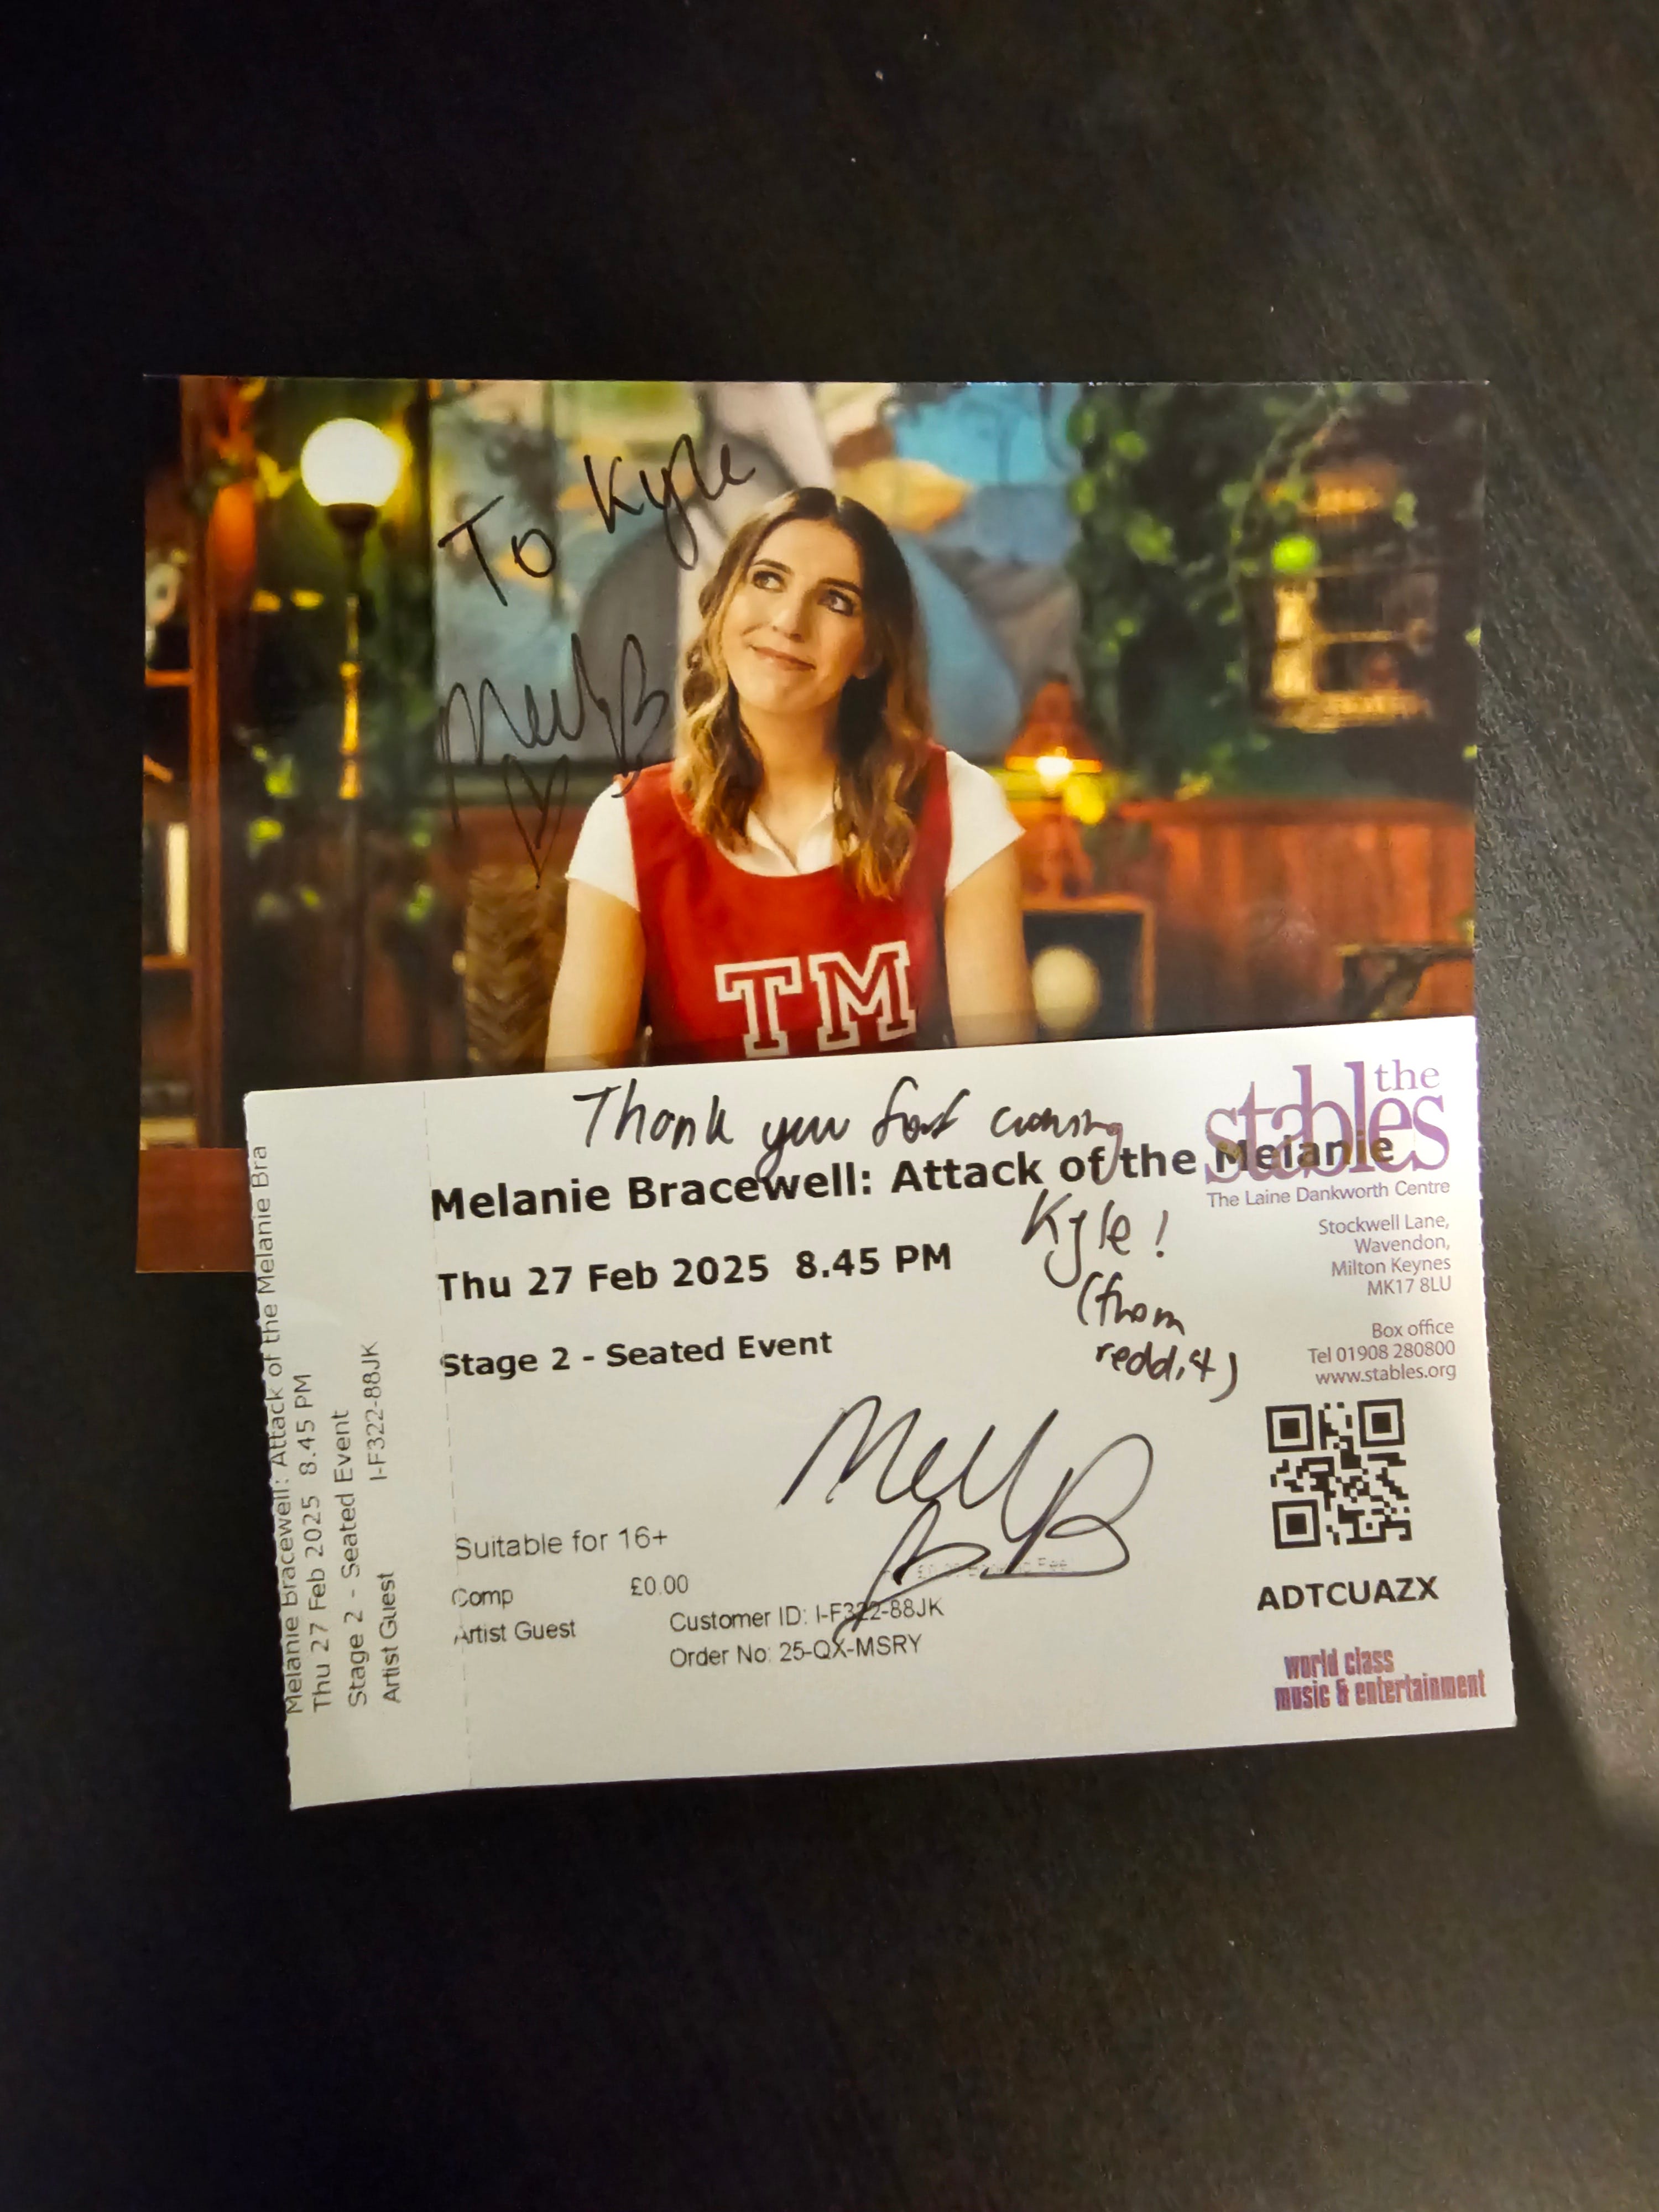 To Kyle
Mel B
TM
Thank you for coming
the
stables
Melanie Bracewell: Attack of the Melanie
The Laine Dankworth Centre
Kyle!
(from
reddit)
Thu 27 Feb 2025 8.45 PM
Stage 2 - Seated Event
Stockwell Lane,
Wavendon,
Milton Keynes
MK17 8LU
Box office
Tel 01908 280800
www.stables.org
Mel B
Suitable for 16+
Comp £0.00
Artist Guest
Customer ID: I-F322-88JK
Order No: 25-QX-MSRY
ADTCUAZX
world class
music & entertainment
Melanie Bracewell: Attack of the Melanie Bra
Thu 27 Feb 2025 8.45 PM
Stage 2 - Seated Event
I-F322-88JK
Artist Guest